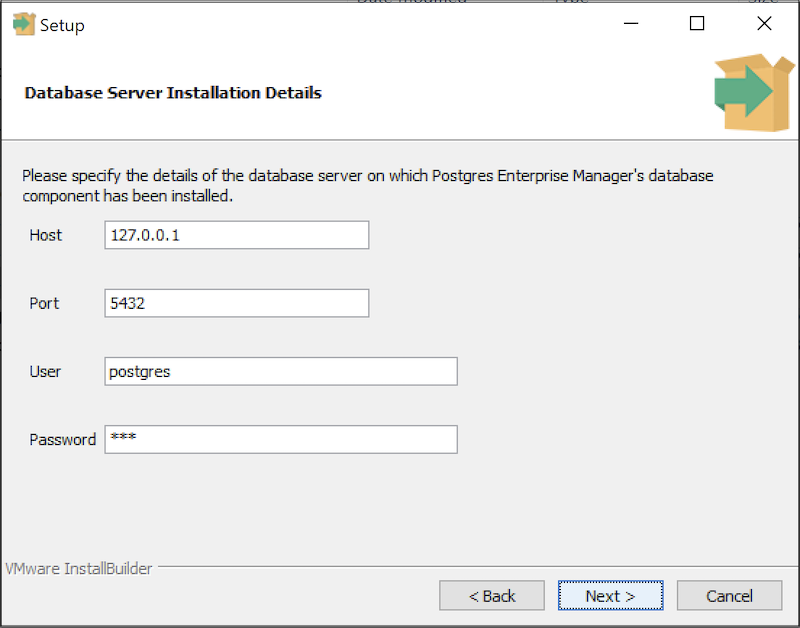 Setup
Database Server Installation Details
Please specify the details of the database server on which Postgres Enterprise Manager's database
component has been installed.
Host 127.0.0.1
Port 5432
User postgres
Password ***
VMware InstallBuilder
< Back Next > Cancel